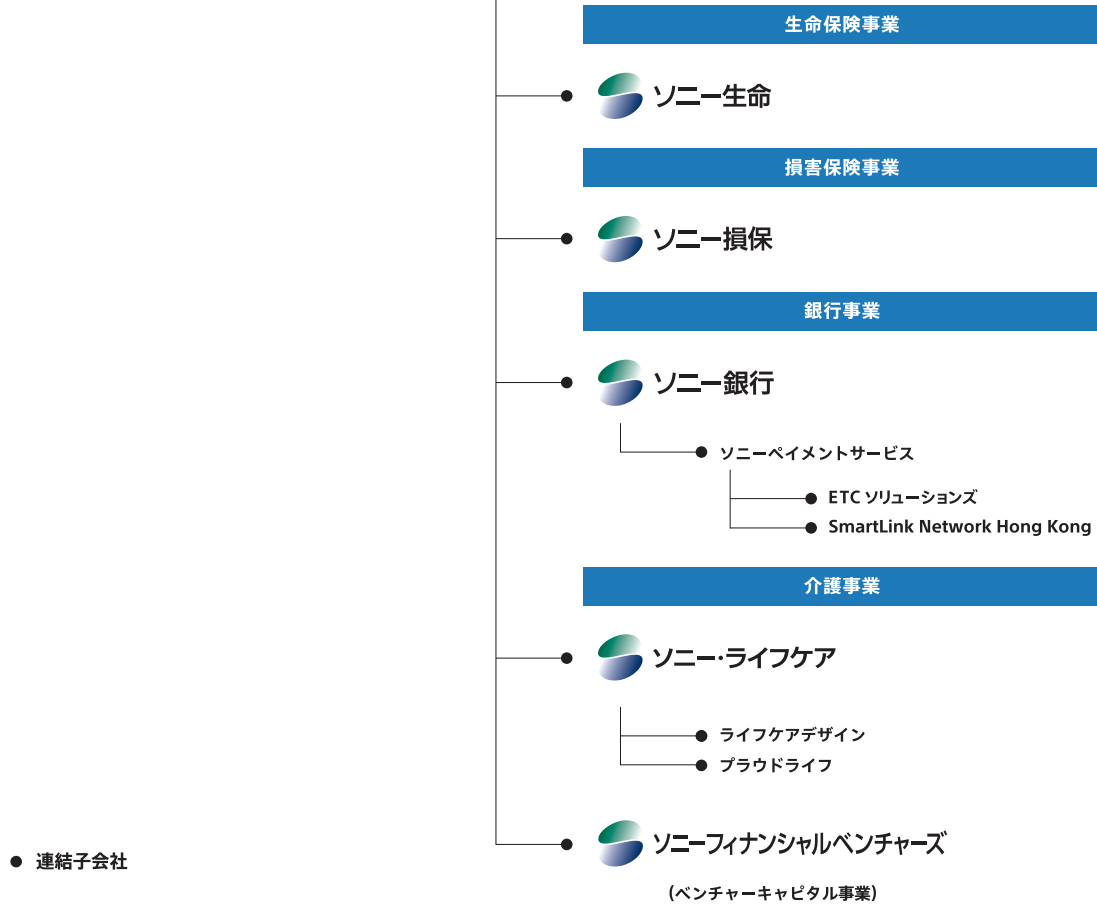 生命保険事業
ソニー生命
損害保険事業
ソニー損保
銀行事業
ソニー銀行
ソニーペイメントサービス
ETC ソリューションズ
SmartLink Network Hong Kong
介護事業
ソニー・ライフケア
ライフケアデザイン
プラウドライフ
ソニーフィナンシャルベンチャーズ
● 連結子会社
(ベンチャーキャピタル事業)